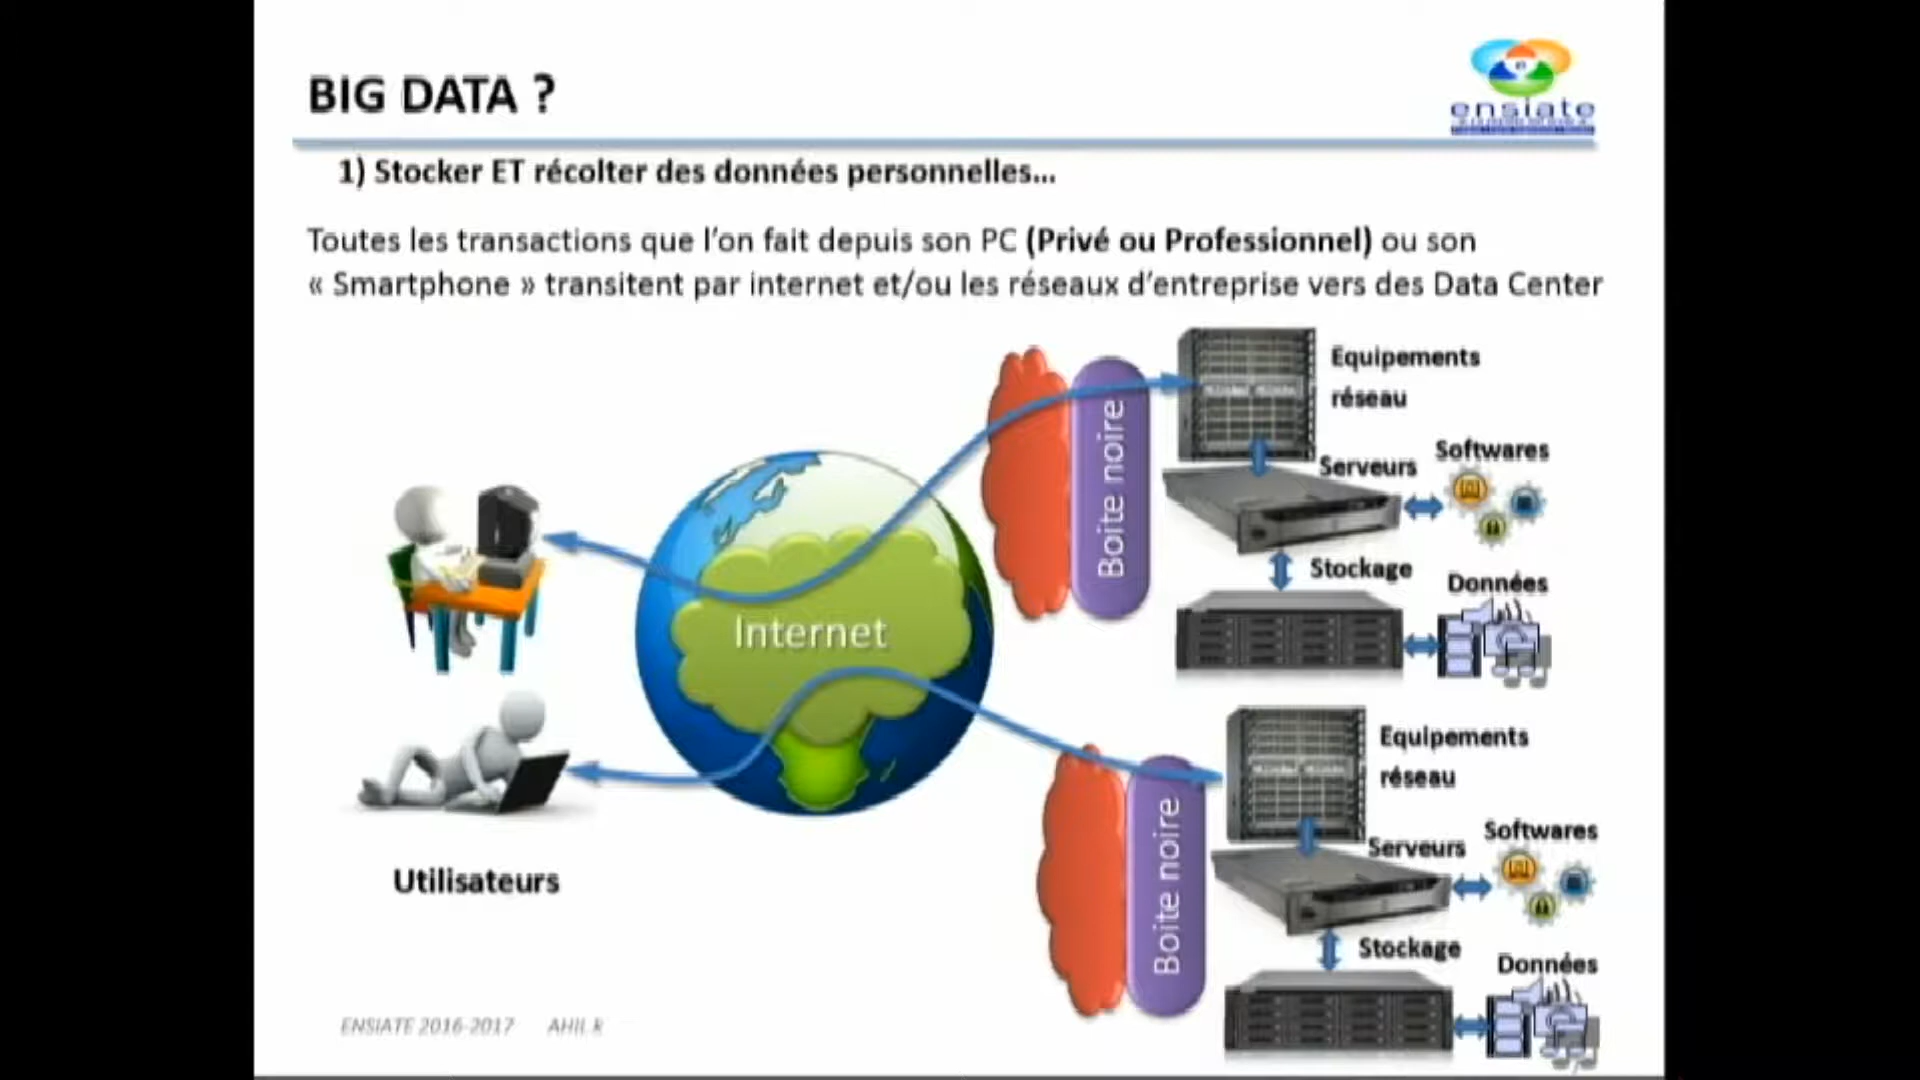 BIG DATA ?
ensiate
1) Stocker ET récolter des données personnelles...
Toutes les transactions que l'on fait depuis son PC (Privé ou Professionnel) ou son
« Smartphone » transitent par internet et/ou les réseaux d'entreprise vers des Data Center
Equipements
réseau
Boite noire
Softwares
Serveurs
Stockage
Données
Internet
Equipements
réseau
Boite noire
Softwares
Serveurs
Utilisateurs
Stockage
Données
ENSIATE 2016-2017 AHIL k